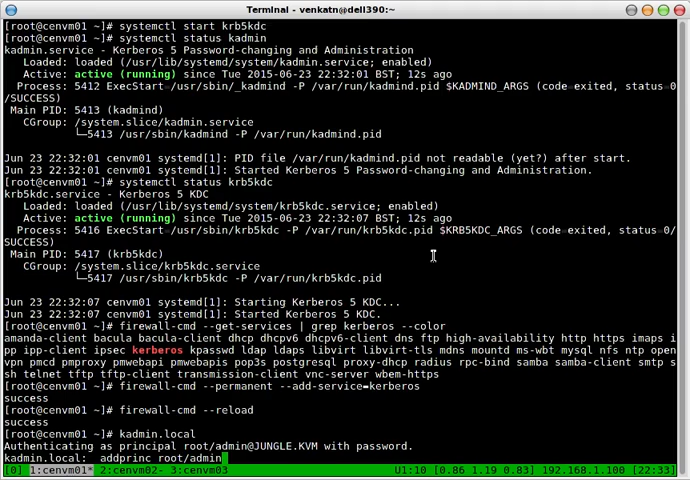 Terminal - venkatn@dell390:~
[root@cenvm01 ~]# systemctl start krb5kdc
[root@cenvm01 ~]# systemctl status kadmin
kadmin.service - Kerberos 5 Password-changing and Administration
   Loaded: loaded (/usr/lib/systemd/system/kadmin.service; enabled)
   Active: active (running) since Tue 2015-06-23 22:32:01 BST; 12s ago
  Process: 5412 ExecStart=/usr/sbin/_kadmind -P /var/run/kadmind.pid $KADMIND_ARGS (code=exited, status=0
/SUCCESS)
 Main PID: 5413 (kadmind)
   CGroup: /system.slice/kadmin.service
           └─5413 /usr/sbin/kadmind -P /var/run/kadmind.pid

Jun 23 22:32:01 cenvm01 systemd[1]: PID file /var/run/kadmind.pid not readable (yet?) after start.
Jun 23 22:32:01 cenvm01 systemd[1]: Started Kerberos 5 Password-changing and Administration.
[root@cenvm01 ~]# systemctl status krb5kdc
krb5kdc.service - Kerberos 5 KDC
   Loaded: loaded (/usr/lib/systemd/system/krb5kdc.service; enabled)
   Active: active (running) since Tue 2015-06-23 22:32:07 BST; 12s ago
  Process: 5416 ExecStart=/usr/sbin/krb5kdc -P /var/run/krb5kdc.pid $KRB5KDC_ARGS (code=exited, status=0/
SUCCESS)
 Main PID: 5417 (krb5kdc)
   CGroup: /system.slice/krb5kdc.service
           └─5417 /usr/sbin/krb5kdc -P /var/run/krb5kdc.pid

Jun 23 22:32:07 cenvm01 systemd[1]: Starting Kerberos 5 KDC...
Jun 23 22:32:07 cenvm01 systemd[1]: Started Kerberos 5 KDC.
[root@cenvm01 ~]# firewall-cmd --get-services | grep kerberos --color
amanda-client bacula bacula-client dhcp dhcpv6 dhcpv6-client dns ftp high-availability http https imaps i
pp ipp-client ipsec kerberos kpasswd ldap ldaps libvirt libvirt-tls mdns mountd ms-wbt mysql nfs ntp open
vpn pmcd pmproxy pmwebapi pmwebapis pop3s postgresql proxy-dhcp radius rpc-bind samba samba-client smtp s
sh telnet tftp tftp-client transmission-client vnc-server wbem-https
[root@cenvm01 ~]# firewall-cmd --permanent --add-service=kerberos
success
[root@cenvm01 ~]# firewall-cmd --reload
success
[root@cenvm01 ~]# kadmin.local
Authenticating as principal root/admin@JUNGLE.KVM with password.
kadmin.local:  addprinc root/admin
[0] 1:cenvm01* 2:cenvm02- 3:cenvm03 U1:10 [0.86 1.19 0.83] 192.168.1.100 [22:33]